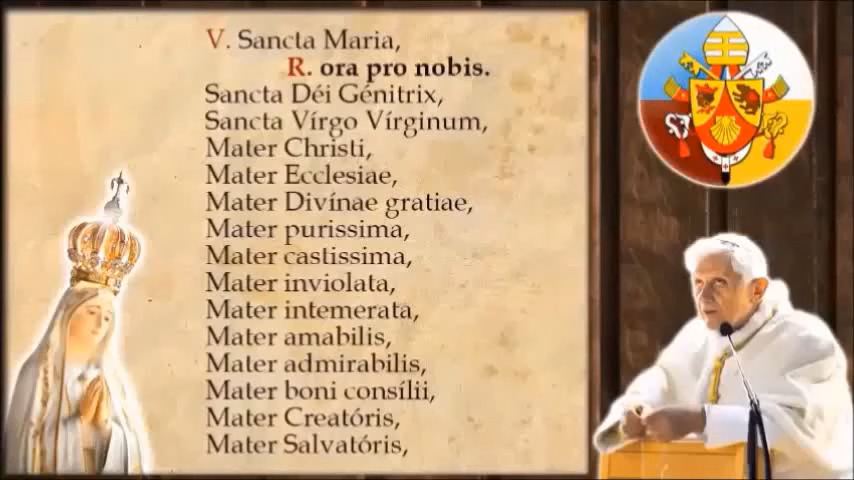 V. Sancta Maria,
R. ora pro nobis.
Sancta Déi Génitrix,
Sancta Vírgo Vírginum,
Mater Christi,
Mater Ecclesiae,
Mater Divínae gratiae,
Mater purissima,
Mater castissima,
Mater inviolata,
Mater intemerata,
Mater amabilis,
Mater admirabilis,
Mater boni consílii,
Mater Creatóris,
Mater Salvatóris,